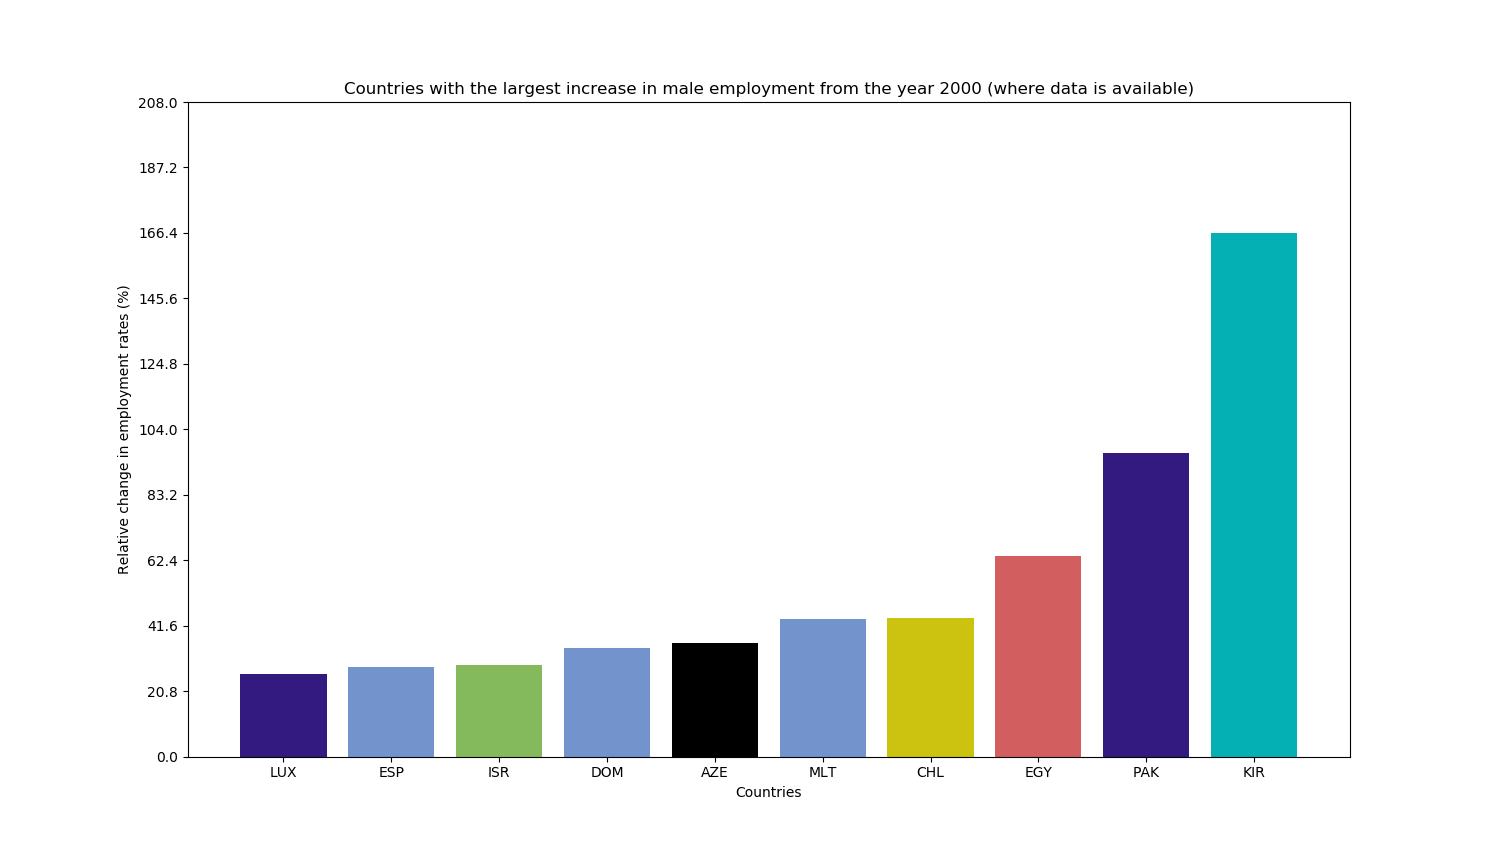 Countries with the largest increase in male employment from the year 2000 (where data is available)
208.0
187.2
166.4
145.6
124.8
104.0
83.2
62.4
41.6
20.8
0.0
Relative change in employment rates (%)
LUX ESP ISR DOM AZE MLT CHL EGY PAK KIR
Countries